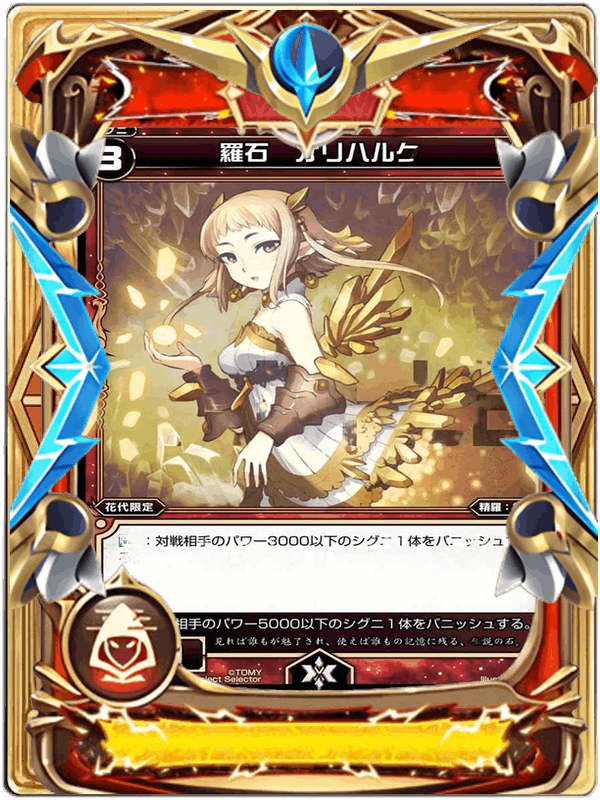 3
羅石 オリハルケ
花代限定
精羅:
:対戦相手のパワー3000以下のシグニ1体をバニッシュす
相手のパワー5000以下のシグニ1体をバニッシュする。
見れば誰もが魅了され、使えば誰もの記憶に残る、伝説の石。
©TOMY
ject Selector
Illus